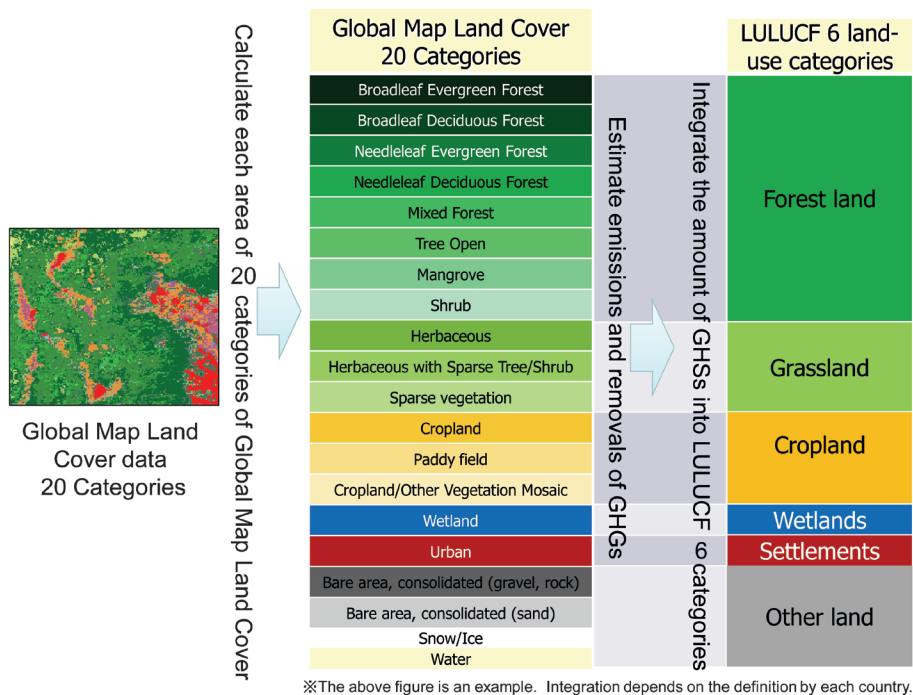 Global Map Land
Cover data
20 Categories
Calculate each area of 20 categories of Global Map Land Cover
Global Map Land Cover
20 Categories
Broadleaf Evergreen Forest
Broadleaf Deciduous Forest
Needleleaf Evergreen Forest
Needleleaf Deciduous Forest
Mixed Forest
Tree Open
Mangrove
Shrub
Herbaceous
Herbaceous with Sparse Tree/Shrub
Sparse vegetation
Cropland
Paddy field
Cropland/Other Vegetation Mosaic
Wetland
Urban
Bare area, consolidated (gravel, rock)
Bare area, consolidated (sand)
Snow/Ice
Water
Estimate emissions and removals of GHGs
Integrate the amount of GHSs into LULUCF 6 categories
LULUCF 6 land-
use categories
Forest land
Grassland
Cropland
Wetlands
Settlements
Other land
※The above figure is an example. Integration depends on the definition by each country.